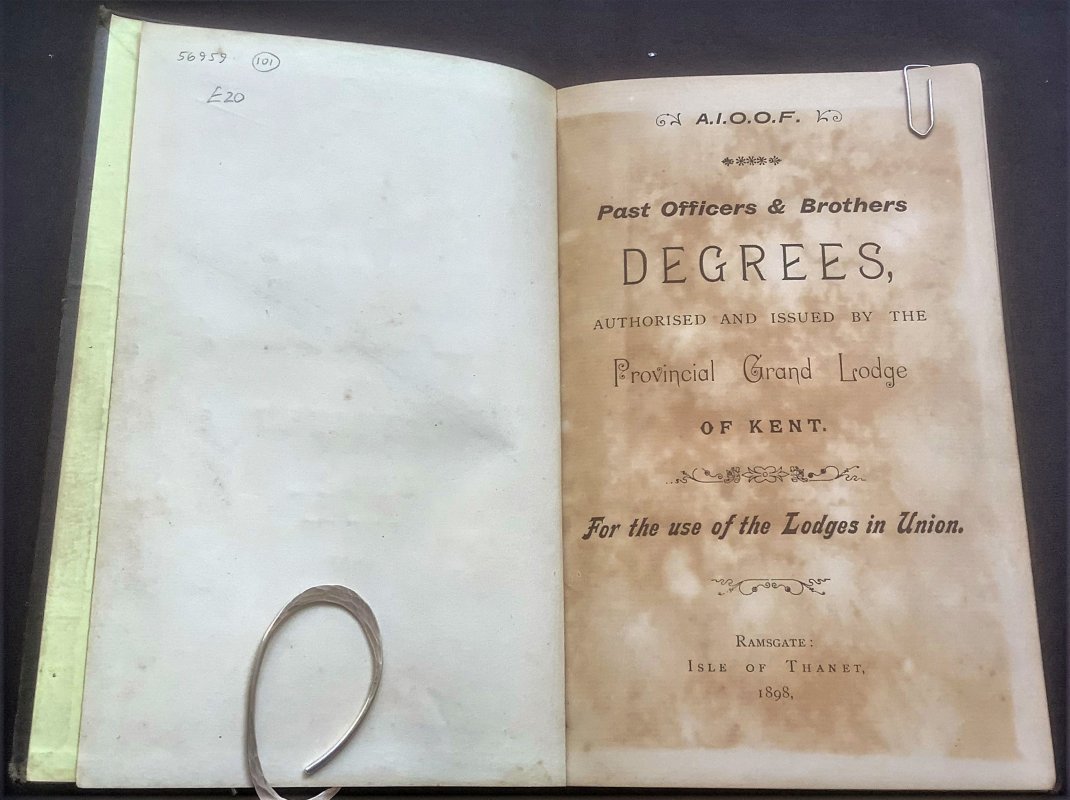 56959 101
£20
A.I.O.O.F.
Past Officers & Brothers
DEGREES,
AUTHORISED AND ISSUED BY THE
Provincial Grand Lodge
OF KENT.
For the use of the Lodges in Union.
RAMSGATE:
ISLE OF THANET,
1898,